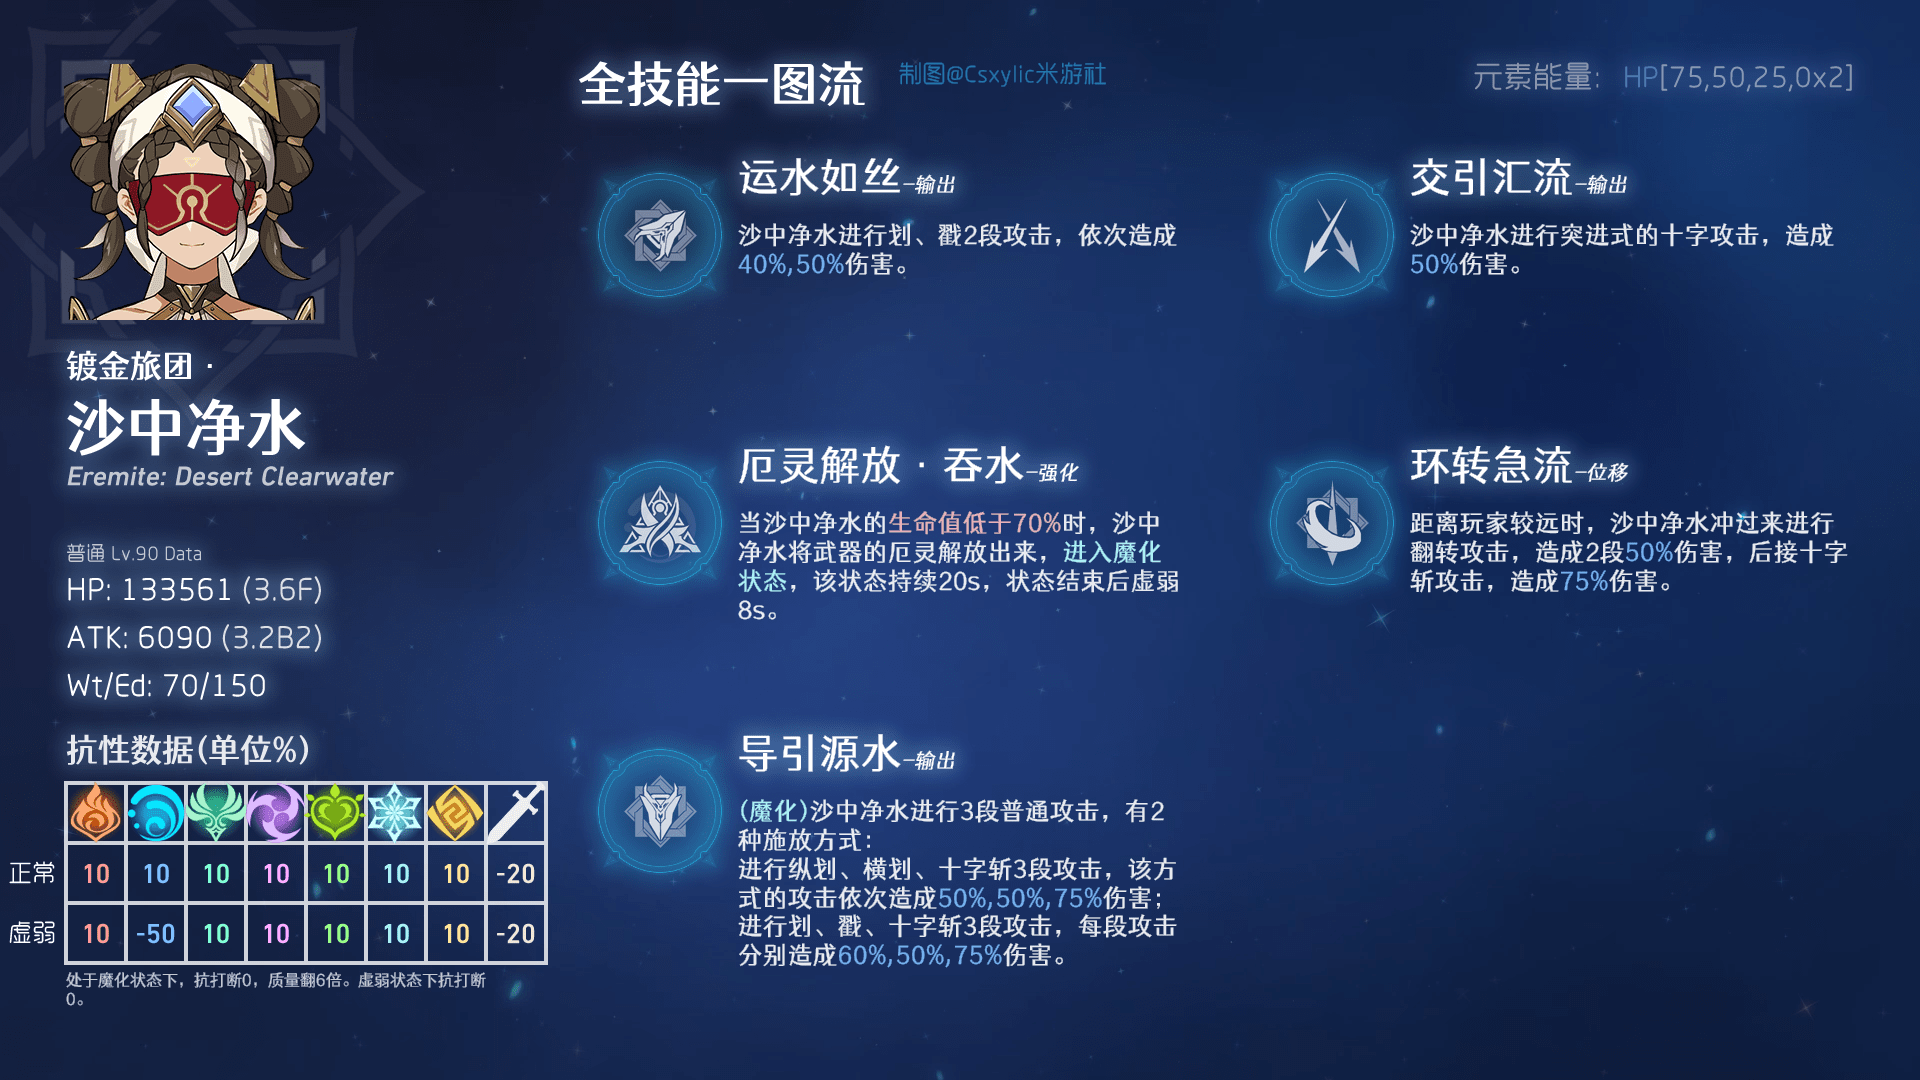 全技能一图流
制图@Csxylic米游社
元素能量: HP[75,50,25,0x2]
镀金旅团·
沙中净水
Eremite: Desert Clearwater
普通 Lv.90 Data
HP: 133561 (3.6F)
ATK: 6090 (3.2B2)
Wt/Ed: 70/150
抗性数据(单位%)
正常 10 10 10 10 10 10 10 -20
虚弱 10 -50 10 10 10 10 10 -20
处于魔化状态下，抗打断0，质量翻6倍。虚弱状态下抗打断
0。
运水如丝-输出
沙中净水进行划、戳2段攻击，依次造成
40%,50%伤害。
交引汇流-输出
沙中净水进行突进式的十字攻击，造成
50%伤害。
厄灵解放·吞水-强化
当沙中净水的生命值低于70%时，沙中
净水将武器的厄灵解放出来，进入魔化
状态，该状态持续20s，状态结束后虚弱
8s。
环转急流-位移
距离玩家较远时，沙中净水冲过来进行
翻转攻击，造成2段50%伤害，后接十字
斩攻击，造成75%伤害。
导引源水-输出
(魔化)沙中净水进行3段普通攻击，有2
种施放方式：
进行纵划、横划、十字斩3段攻击，该方
式的攻击依次造成50%,50%,75%伤害；
进行划、戳、十字斩3段攻击，每段攻击
分别造成60%,50%,75%伤害。